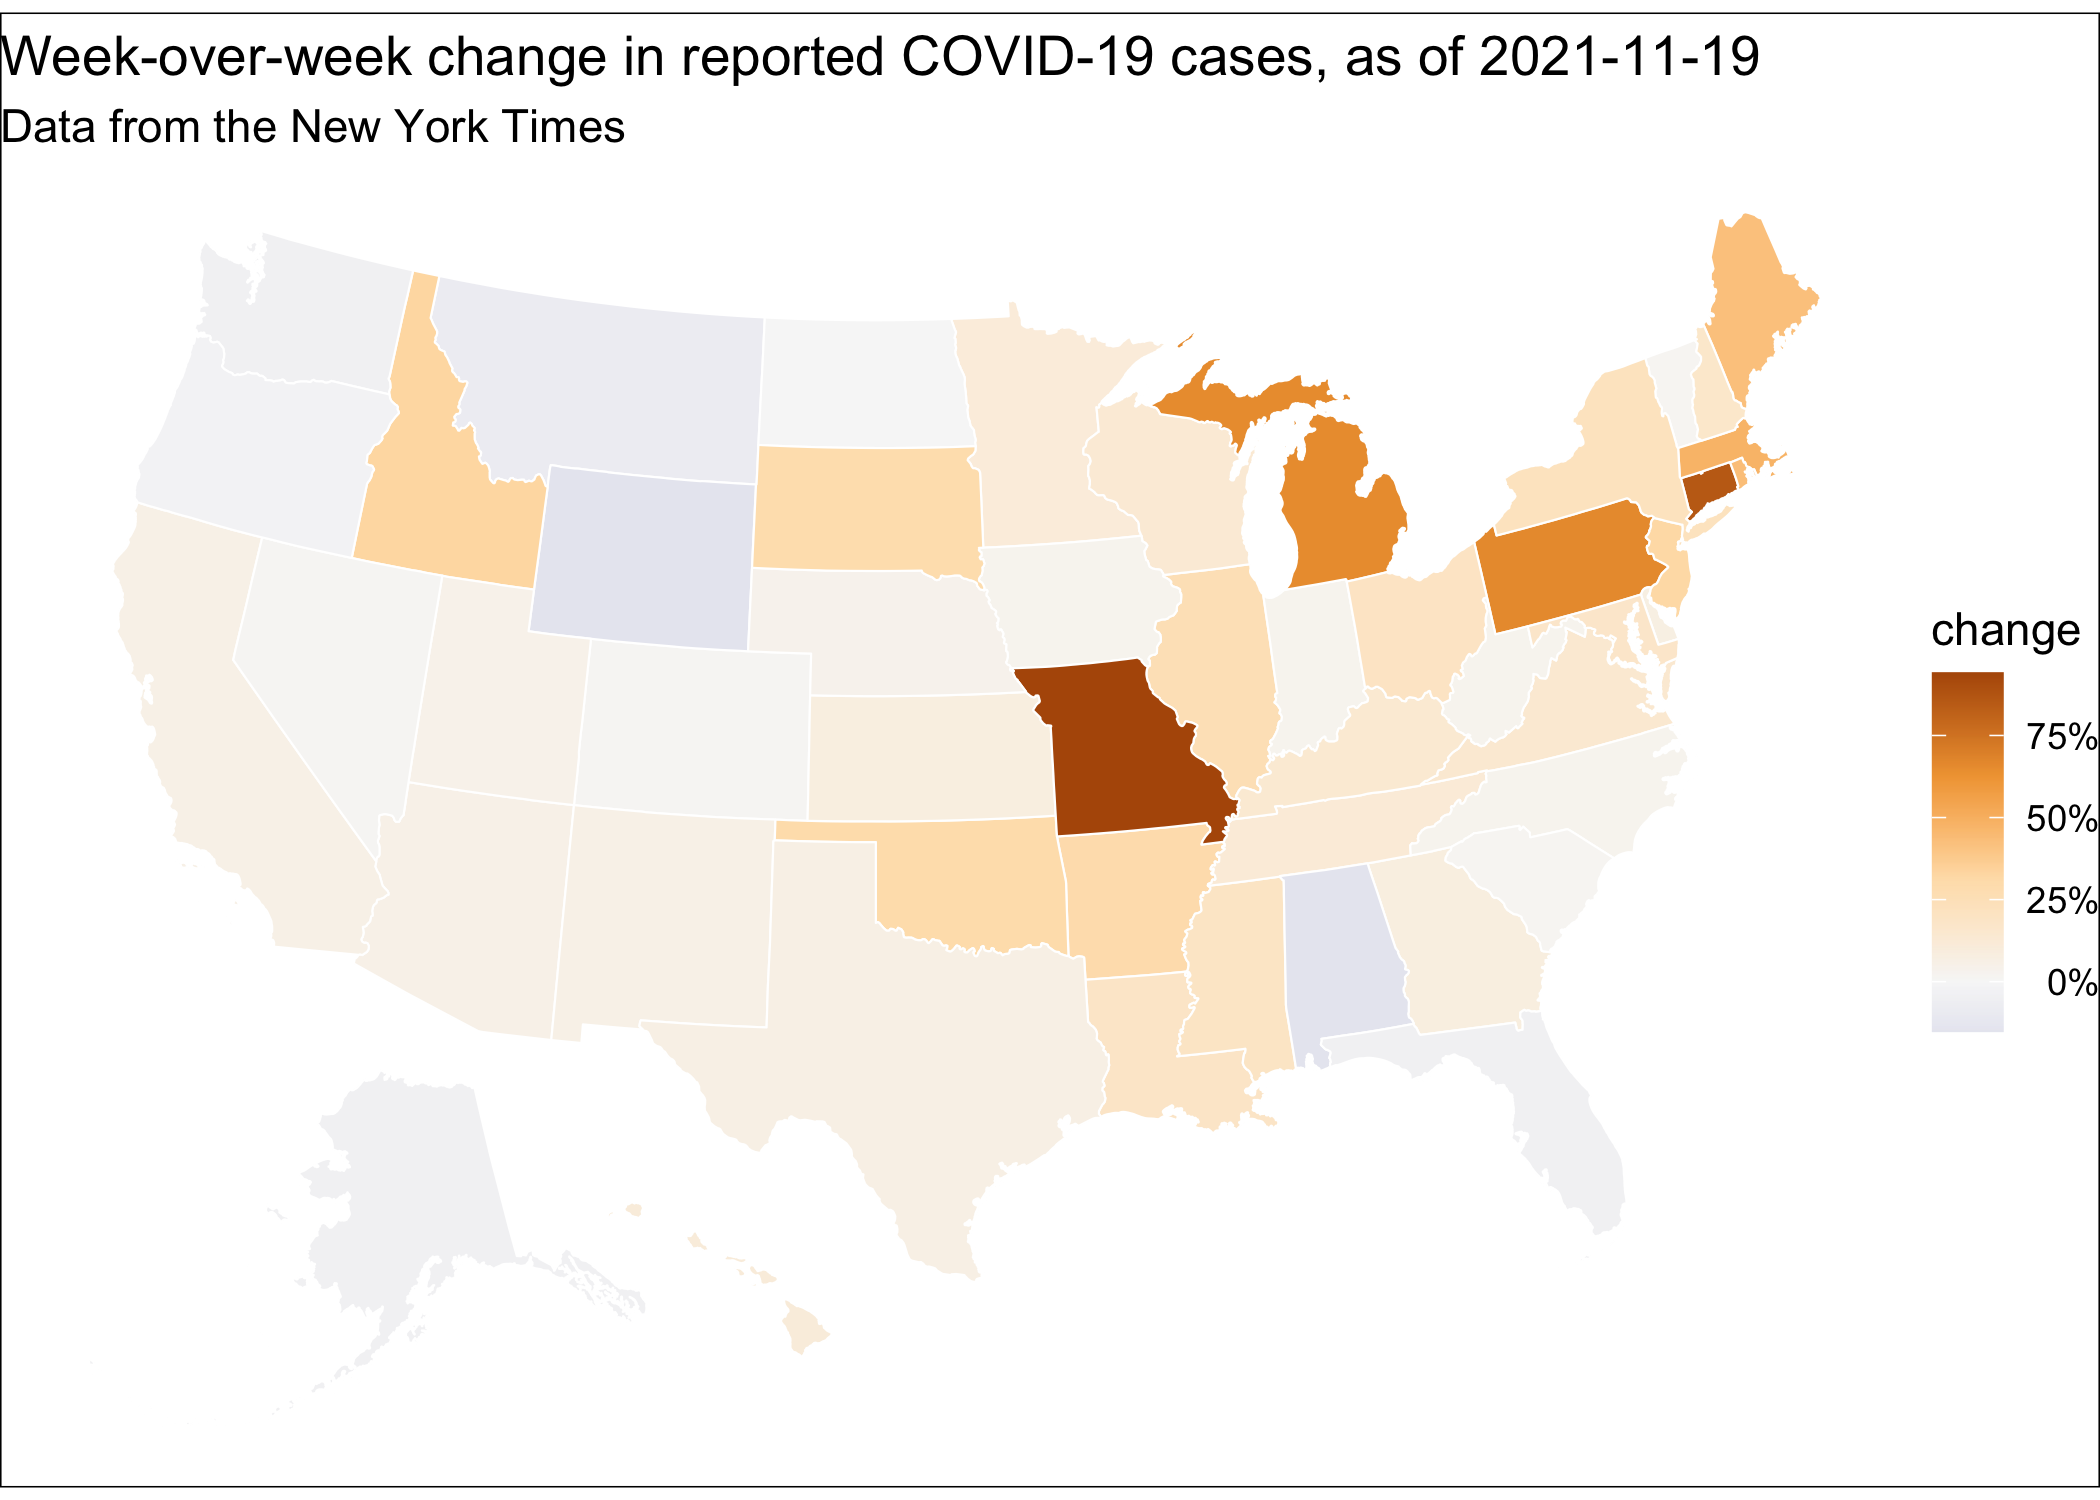 Week-over-week change in reported COVID-19 cases, as of 2021-11-19
Data from the New York Times
change
75%
50%
25%
0%